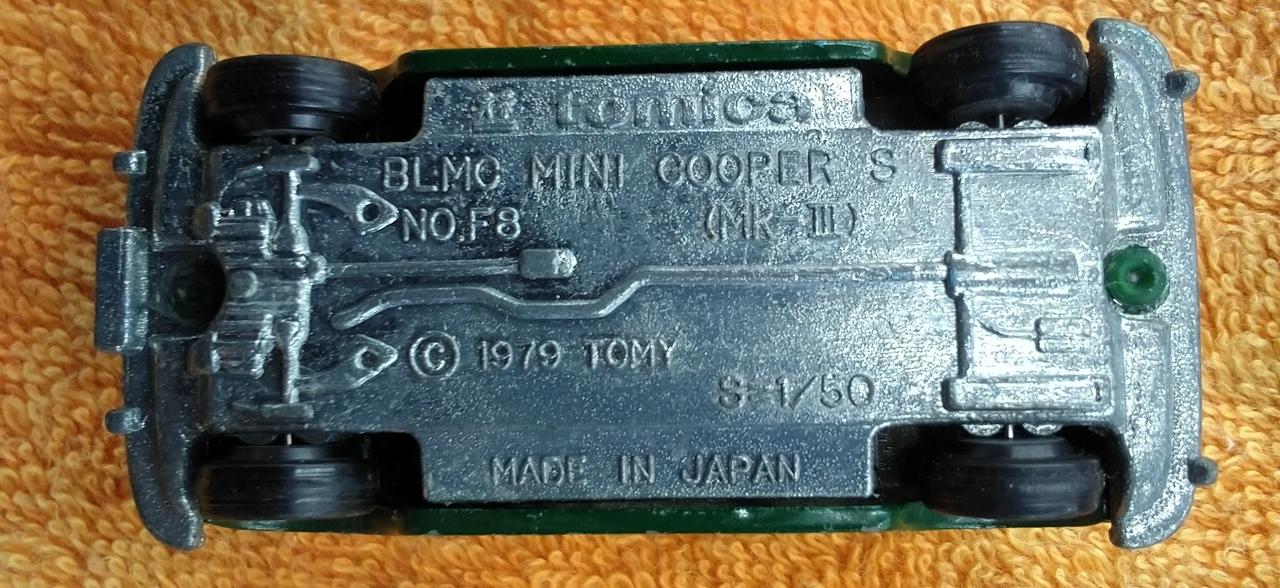 tomica
BLMC MINI COOPER S
NO.F8 (MK-III)
© 1979 TOMY
S=1/50
MADE IN JAPAN